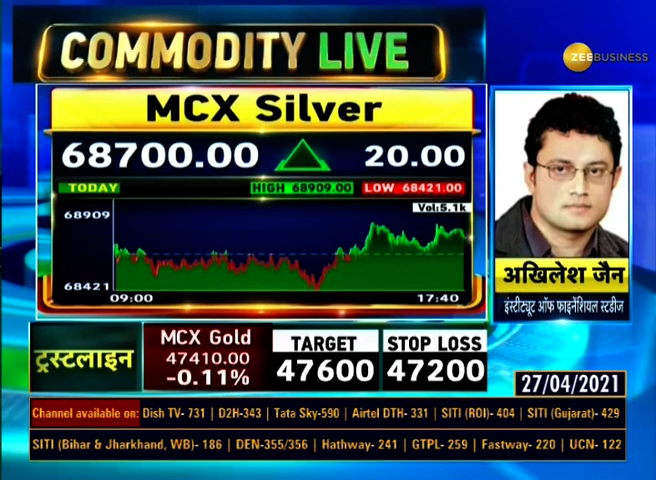 COMMODITY LIVE
ZEEBUSINESS
MCX Silver
68700.00 20.00
TODAY HIGH 68909.00 LOW 68421.00
Vol:5.1k
68909
68421
09:00 17:40
अखिलेश जैन
इंस्टीट्यूट ऑफ फाइनेंशियल स्टडीज
ट्रस्टलाइन
MCX Gold
47410.00
-0.11%
TARGET
47600
STOP LOSS
47200
27/04/2021
Channel available on: Dish TV- 731 | D2H-343 | Tata Sky-590 | Airtel DTH- 331 | SITI (ROI)- 404 | SITI (Gujarat)- 429
SITI (Bihar & Jharkhand, WB)- 186 | DEN-355/356 | Hathway- 241 | GTPL- 259 | Fastway- 220 | UCN- 122